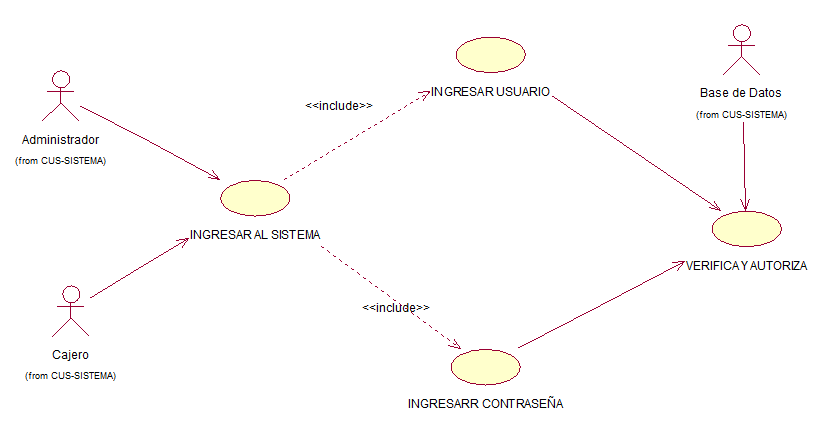 INGRESAR USUARIO
Base de Datos
(from CUS-SISTEMA)
<<include>>
Administrador
(from CUS-SISTEMA)
INGRESAR AL SISTEMA
VERIFICA Y AUTORIZA
<<include>>
Cajero
(from CUS-SISTEMA)
INGRESARR CONTRASEÑA